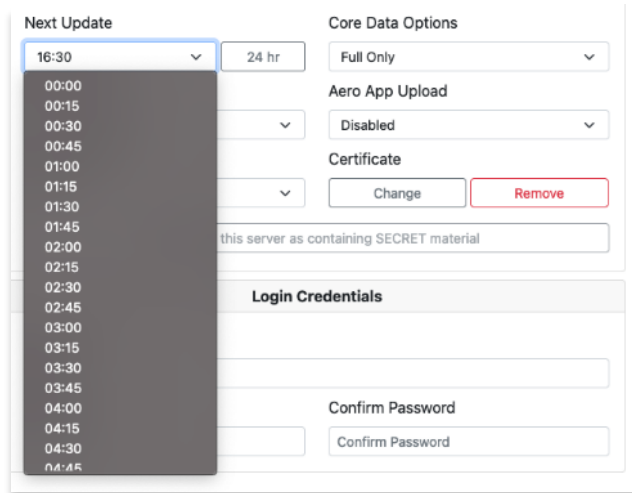 Next Update
Core Data Options
16:30
24 hr
Full Only
00:00
00:15
00:30
00:45
01:00
01:15
01:30
01:45
02:00
02:15
02:30
02:45
03:00
03:15
03:30
03:45
04:00
04:15
04:30
04:45
Aero App Upload
Disabled
Certificate
Change
Remove
this server as containing SECRET material
Login Credentials
Confirm Password
Confirm Password